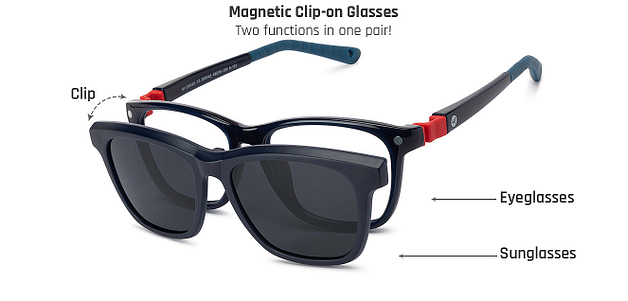 Magnetic Clip-on Glasses
Two functions in one pair!
Clip
Eyeglasses
Sunglasses